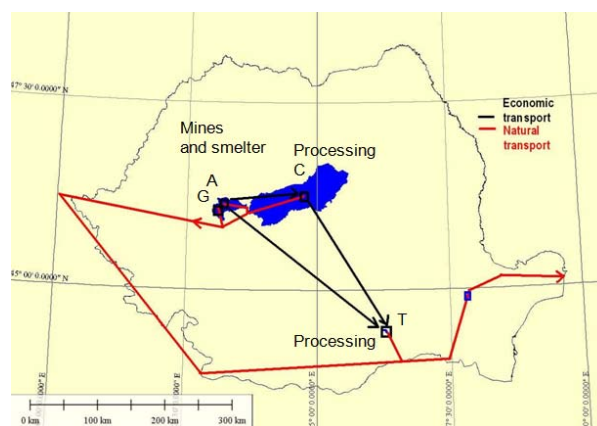 47° 30' 0.0000" N
Economic
transport
Natural
transport
Mines
and smelter
Processing
C
A
G
45° 00' 0.0000" N
T
Processing
0 km
100 km
200 km
300 km